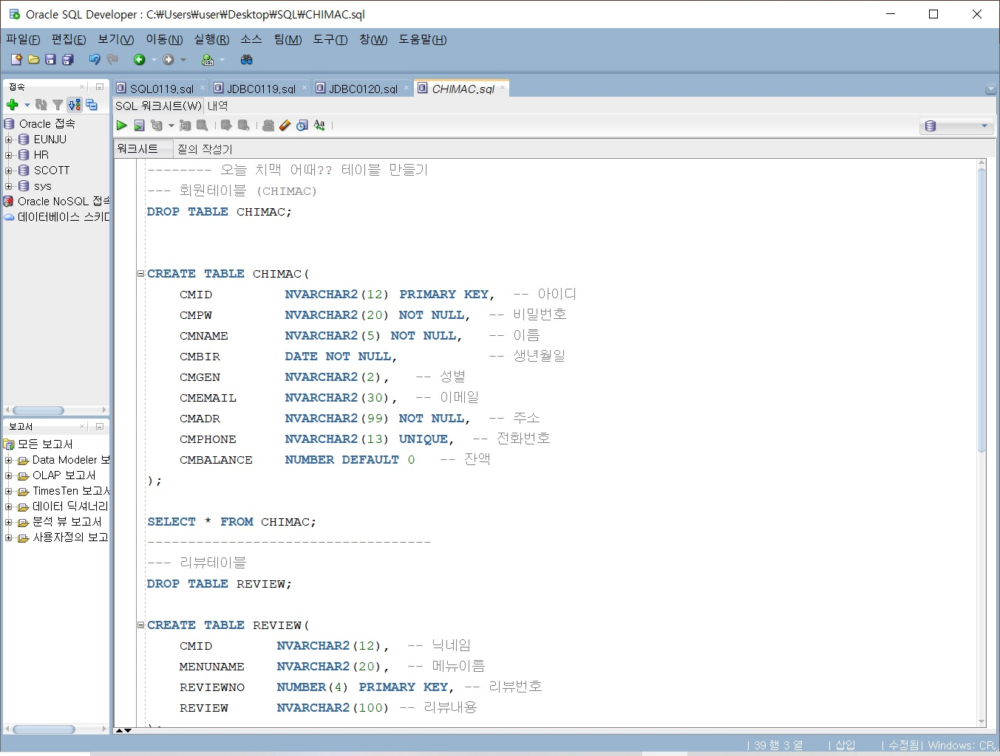 Oracle SQL Developer : C:₩Users₩user₩Desktop₩SQL₩CHIMAC.sql
파일(F) 편집(E) 보기(V) 이동(N) 실행(R) 소스 팀(M) 도구(T) 창(W) 도움말(H)
접속
Oracle 접속
EUNJU
HR
SCOTT
sys
Oracle NoSQL 접속
데이터베이스 스키
보고서
모든 보고서
Data Modeler 보
OLAP 보고서
TimesTen 보고서
데이터 딕셔너리
분석 뷰 보고서
사용자정의 보고
SQL0119.sql JDBC0119.sql JDBC0120.sql CHIMAC.sql
SQL 워크시트(W) 내역
워크시트 질의 작성기
-------- 오늘 치맥 어때?? 테이블 만들기
--- 회원테이블 (CHIMAC)
DROP TABLE CHIMAC;
CREATE TABLE CHIMAC(
CMID NVARCHAR2(12) PRIMARY KEY, -- 아이디
CMPW NVARCHAR2(20) NOT NULL, -- 비밀번호
CMNAME NVARCHAR2(5) NOT NULL, -- 이름
CMBIR DATE NOT NULL, -- 생년월일
CMGEN NVARCHAR2(2), -- 성별
CMEMAIL NVARCHAR2(30), -- 이메일
CMADR NVARCHAR2(99) NOT NULL, -- 주소
CMPHONE NVARCHAR2(13) UNIQUE, -- 전화번호
CMBALANCE NUMBER DEFAULT 0 -- 잔액
);
SELECT * FROM CHIMAC;
-----------------------------------
--- 리뷰테이블
DROP TABLE REVIEW;
CREATE TABLE REVIEW(
CMID NVARCHAR2(12), -- 닉네임
MENUNAME NVARCHAR2(20), -- 메뉴이름
REVIEWNO NUMBER(4) PRIMARY KEY, -- 리뷰번호
REVIEW NVARCHAR2(100) -- 리뷰내용
);
| 39 행 3 열 | 삽입 | 수정됨 | Windows: CR,